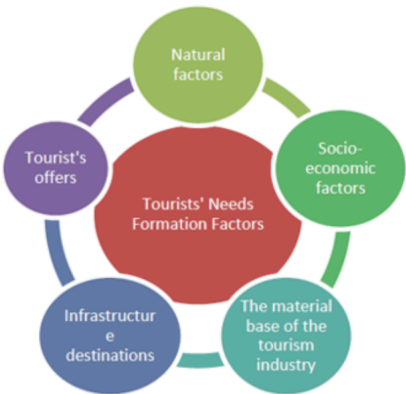 Natural
factors
Socio-
economic
factors
Tourist's
offers
Tourists' Needs
Formation Factors
The material
base of the
tourism
industry
Infrastructur
e
destinations